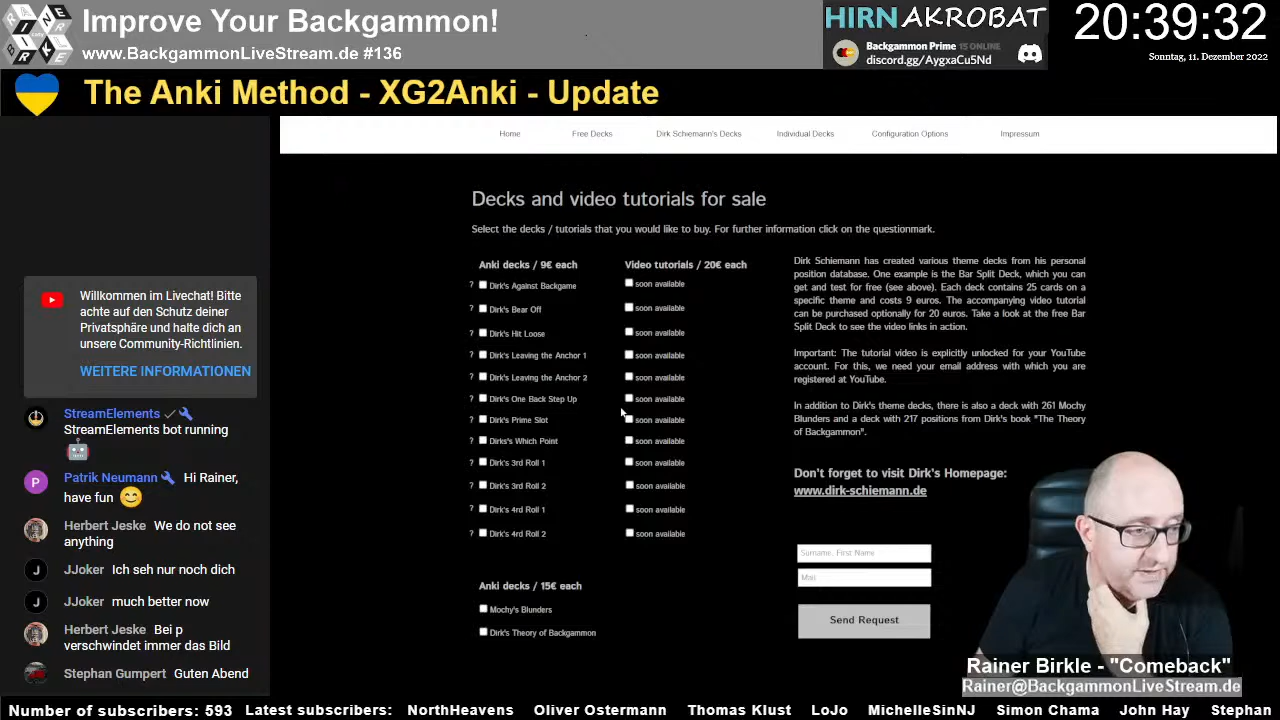 Improve Your Backgammon!
www.BackgammonLiveStream.de #136
HIRNAKROBAT
Backgammon Prime 15 ONLINE
discord.gg/AygxaCu5Nd
20:39:32
Sonntag, 11. Dezember 2022
The Anki Method - XG2Anki - Update
Home Free Decks Dirk Schiemann's Decks Individual Decks Configuration Options Impressum
Willkommen im Livechat! Bitte
achte auf den Schutz deiner
Privatsphäre und halte dich an
unsere Community-Richtlinien.
WEITERE INFORMATIONEN
StreamElements
StreamElements bot running
🤖
P Patrik Neumann Hi Rainer,
have fun 😊
Herbert Jeske We do not see
anything
J JJoker Ich seh nur noch dich
J JJoker much better now
Herbert Jeske Bei p
verschwindet immer das Bild
Stephan Gumpert Guten Abend
Decks and video tutorials for sale
Select the decks / tutorials that you would like to buy. For further information click on the questionmark.
Anki decks / 9€ each Video tutorials / 20€ each
? Dirk's Against Backgame soon available
? Dirk's Bear Off soon available
? Dirk's Hit Loose soon available
? Dirk's Leaving the Anchor 1 soon available
? Dirk's Leaving the Anchor 2 soon available
? Dirk's One Back Step Up soon available
? Dirk's Prime Slot soon available
? Dirks's Which Point soon available
? Dirk's 3rd Roll 1 soon available
? Dirk's 3rd Roll 2 soon available
? Dirk's 4rd Roll 1 soon available
? Dirk's 4rd Roll 2 soon available
Anki decks / 15€ each
Mochy's Blunders
Dirk's Theory of Backgammon
Dirk Schiemann has created various theme decks from his personal
position database. One example is the Bar Split Deck, which you can
get and test for free (see above). Each deck contains 25 cards on a
specific theme and costs 9 euros. The accompanying video tutorial
can be purchased optionally for 20 euros. Take a look at the free Bar
Split Deck to see the video links in action.
Important: The tutorial video is explicitly unlocked for your YouTube
account. For this, we need your email address with which you are
registered at YouTube.
In addition to Dirk's theme decks, there is also a deck with 261 Mochy
Blunders and a deck with 217 positions from Dirk's book "The Theory
of Backgammon".
Don't forget to visit Dirk's Homepage:
www.dirk-schiemann.de
Surname, First Name
Mail
Send Request
Rainer Birkle - "Comeback"
Rainer@BackgammonLiveStream.de
Number of subscribers: 593 Latest subscribers: NorthHeavens Oliver Ostermann Thomas Klust LoJo MichelleSinNJ Simon Chama John Hay Stephan